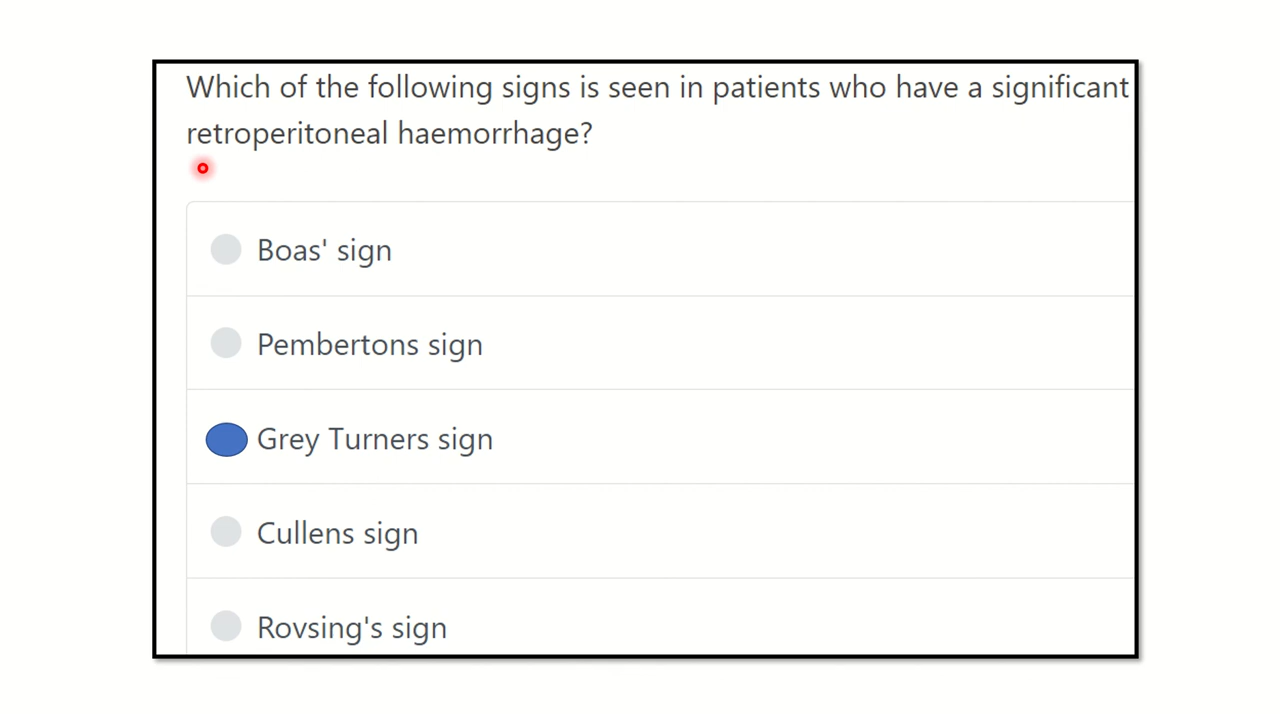 Which of the following signs is seen in patients who have a significant
retroperitoneal haemorrhage?
Boas' sign
Pembertons sign
Grey Turners sign
Cullens sign
Rovsing's sign